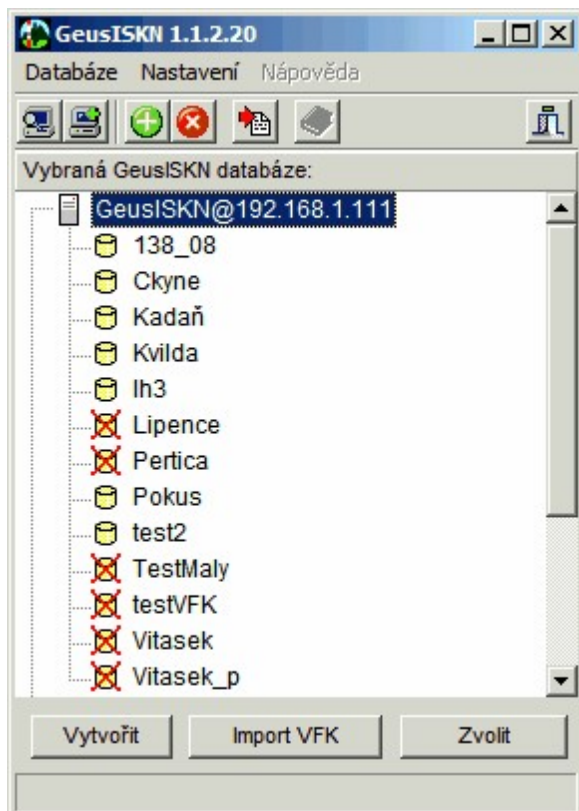 GeusISKN 1.1.2.20
Databáze Nastavení Nápověda
Vybraná GeusISKN databáze:
GeusISKN@192.168.1.111
138_08
Ckyne
Kadaň
Kvilda
lh3
Lipence
Pertica
Pokus
test2
TestMaly
testVFK
Vitasek
Vitasek_p
Vytvořit Import VFK Zvolit